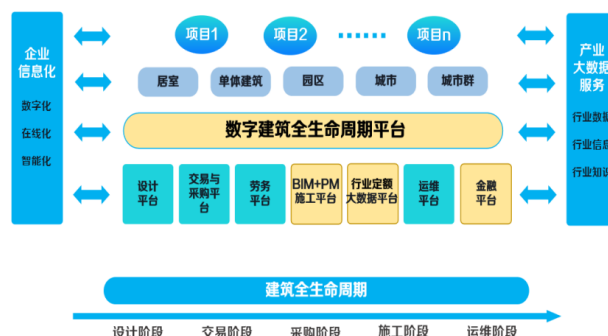 企业
信息化
数字化
在线化
智能化
项目1
项目2
项目n
居室
单体建筑
园区
城市
城市群
数字建筑全生命周期平台
设计
平台
交易与
采购平
台
劳务
平台
BIM+PM
施工平台
行业定额
大数据平台
运维
平台
金融
平台
产业
大数据
服务
行业数据
行业信息
行业知识
建筑全生命周期
设计阶段
交易阶段
采购阶段
施工阶段
运维阶段